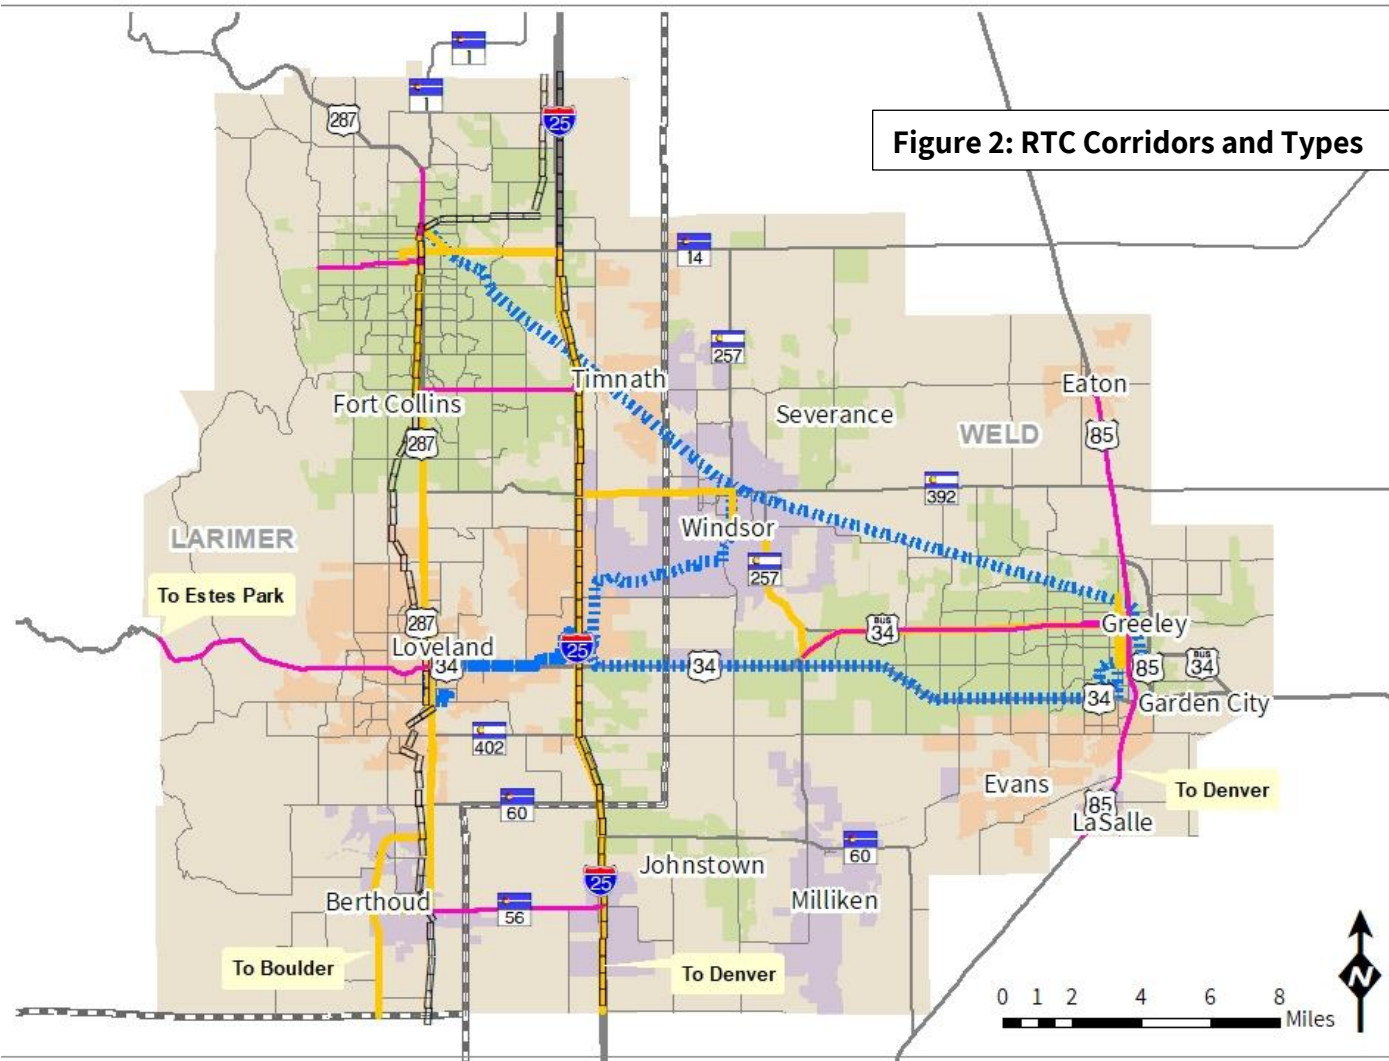 1
1
287
25
Figure 2: RTC Corridors and Types
14
257
Timnath
Eaton
Fort Collins
Severance
WELD
287
85
392
Windsor
LARIMER
257
To Estes Park
287
BUS
34
Greeley
Loveland
25
34
34
85
BUS
34
34
Garden City
402
Evans
To Denver
60
85
LaSalle
60
Johnstown
25
Berthoud
56
Milliken
To Boulder
To Denver
N
0 1 2 4 6 8
Miles